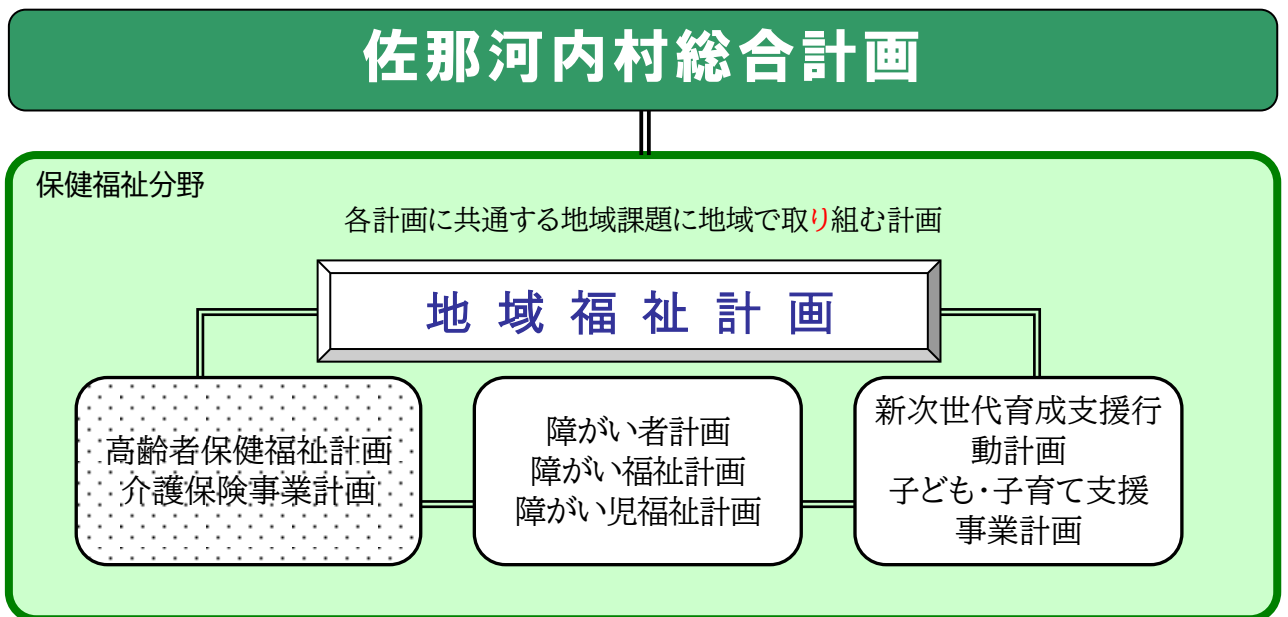 佐那河内村総合計画
保健福祉分野
各計画に共通する地域課題に地域で取り組む計画
地域福祉計画
高齢者保健福祉計画
介護保険事業計画
障がい者計画
障がい福祉計画
障がい児福祉計画
新次世代育成支援行
動計画
子ども・子育て支援
事業計画